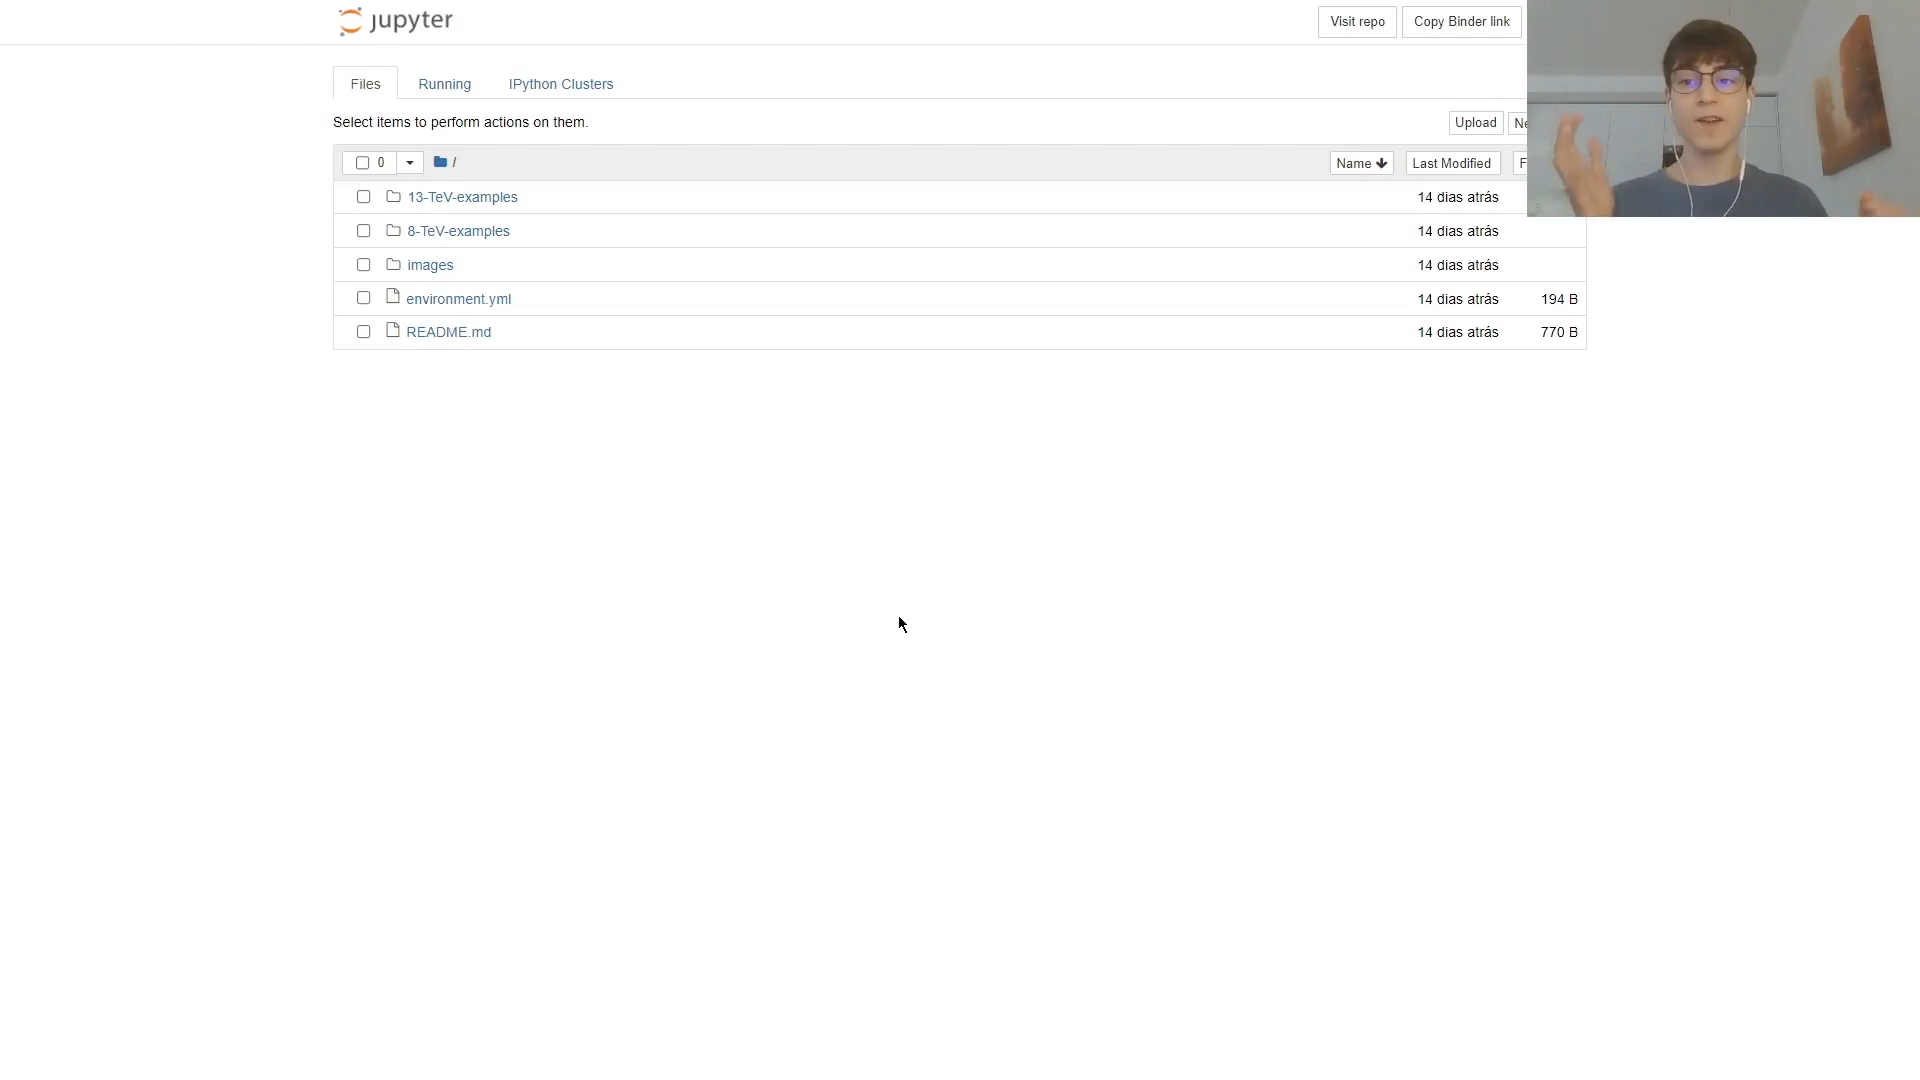 jupyter
Visit repo
Copy Binder link
Files
Running
IPython Clusters
Select items to perform actions on them.
Upload
0
/
Name
Last Modified
13-TeV-examples
14 dias atrás
8-TeV-examples
14 dias atrás
images
14 dias atrás
environment.yml
14 dias atrás
194 B
README.md
14 dias atrás
770 B